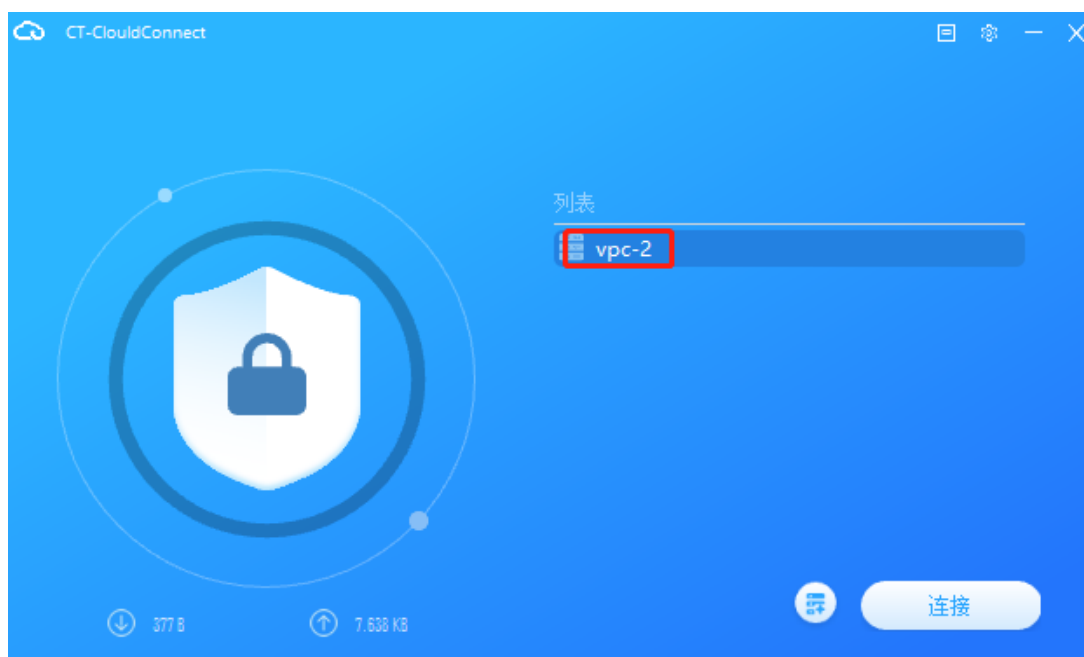 CT-ClouldConnect
列表
vpc-2
连接
377 B
7.638 KB